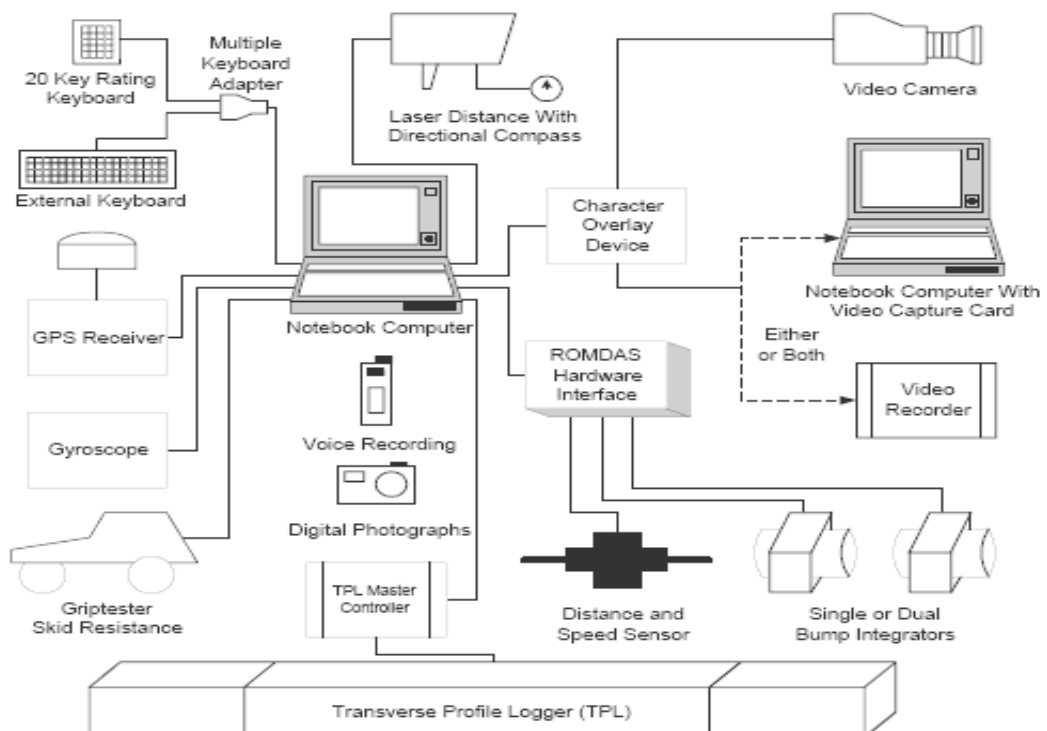 20 Key Rating
Keyboard
Multiple
Keyboard
Adapter
Laser Distance With
Directional Compass
Video Camera
External Keyboard
Character
Overlay
Device
GPS Receiver
Notebook Computer
Notebook Computer With
Video Capture Card
Either
or Both
ROMDAS
Hardware
Interface
Video
Recorder
Gyroscope
Voice Recording
Digital Photographs
TPL Master
Controller
Griptester
Skid Resistance
Distance and
Speed Sensor
Single or Dual
Bump Integrators
Transverse Profile Logger (TPL)